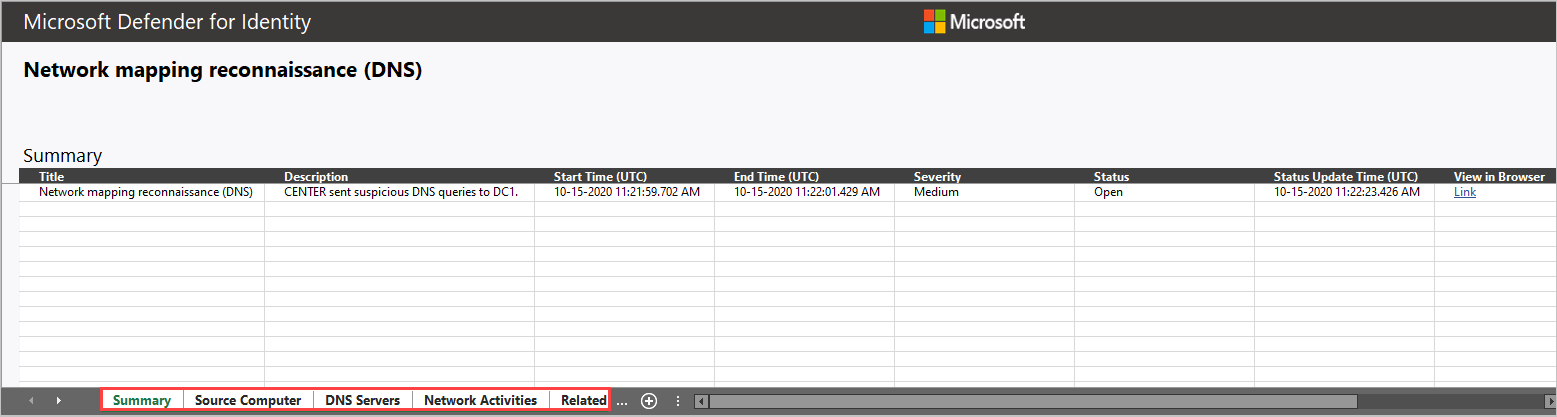 Microsoft Defender for Identity
Microsoft
Network mapping reconnaissance (DNS)
Summary
Title Description Start Time (UTC) End Time (UTC) Severity Status Status Update Time (UTC) View in Browser
Network mapping reconnaissance (DNS) CENTER sent suspicious DNS queries to DC1. 10-15-2020 11:21:59.702 AM 10-15-2020 11:22:01.429 AM Medium Open 10-15-2020 11:22:23.426 AM Link
Summary Source Computer DNS Servers Network Activities Related ...